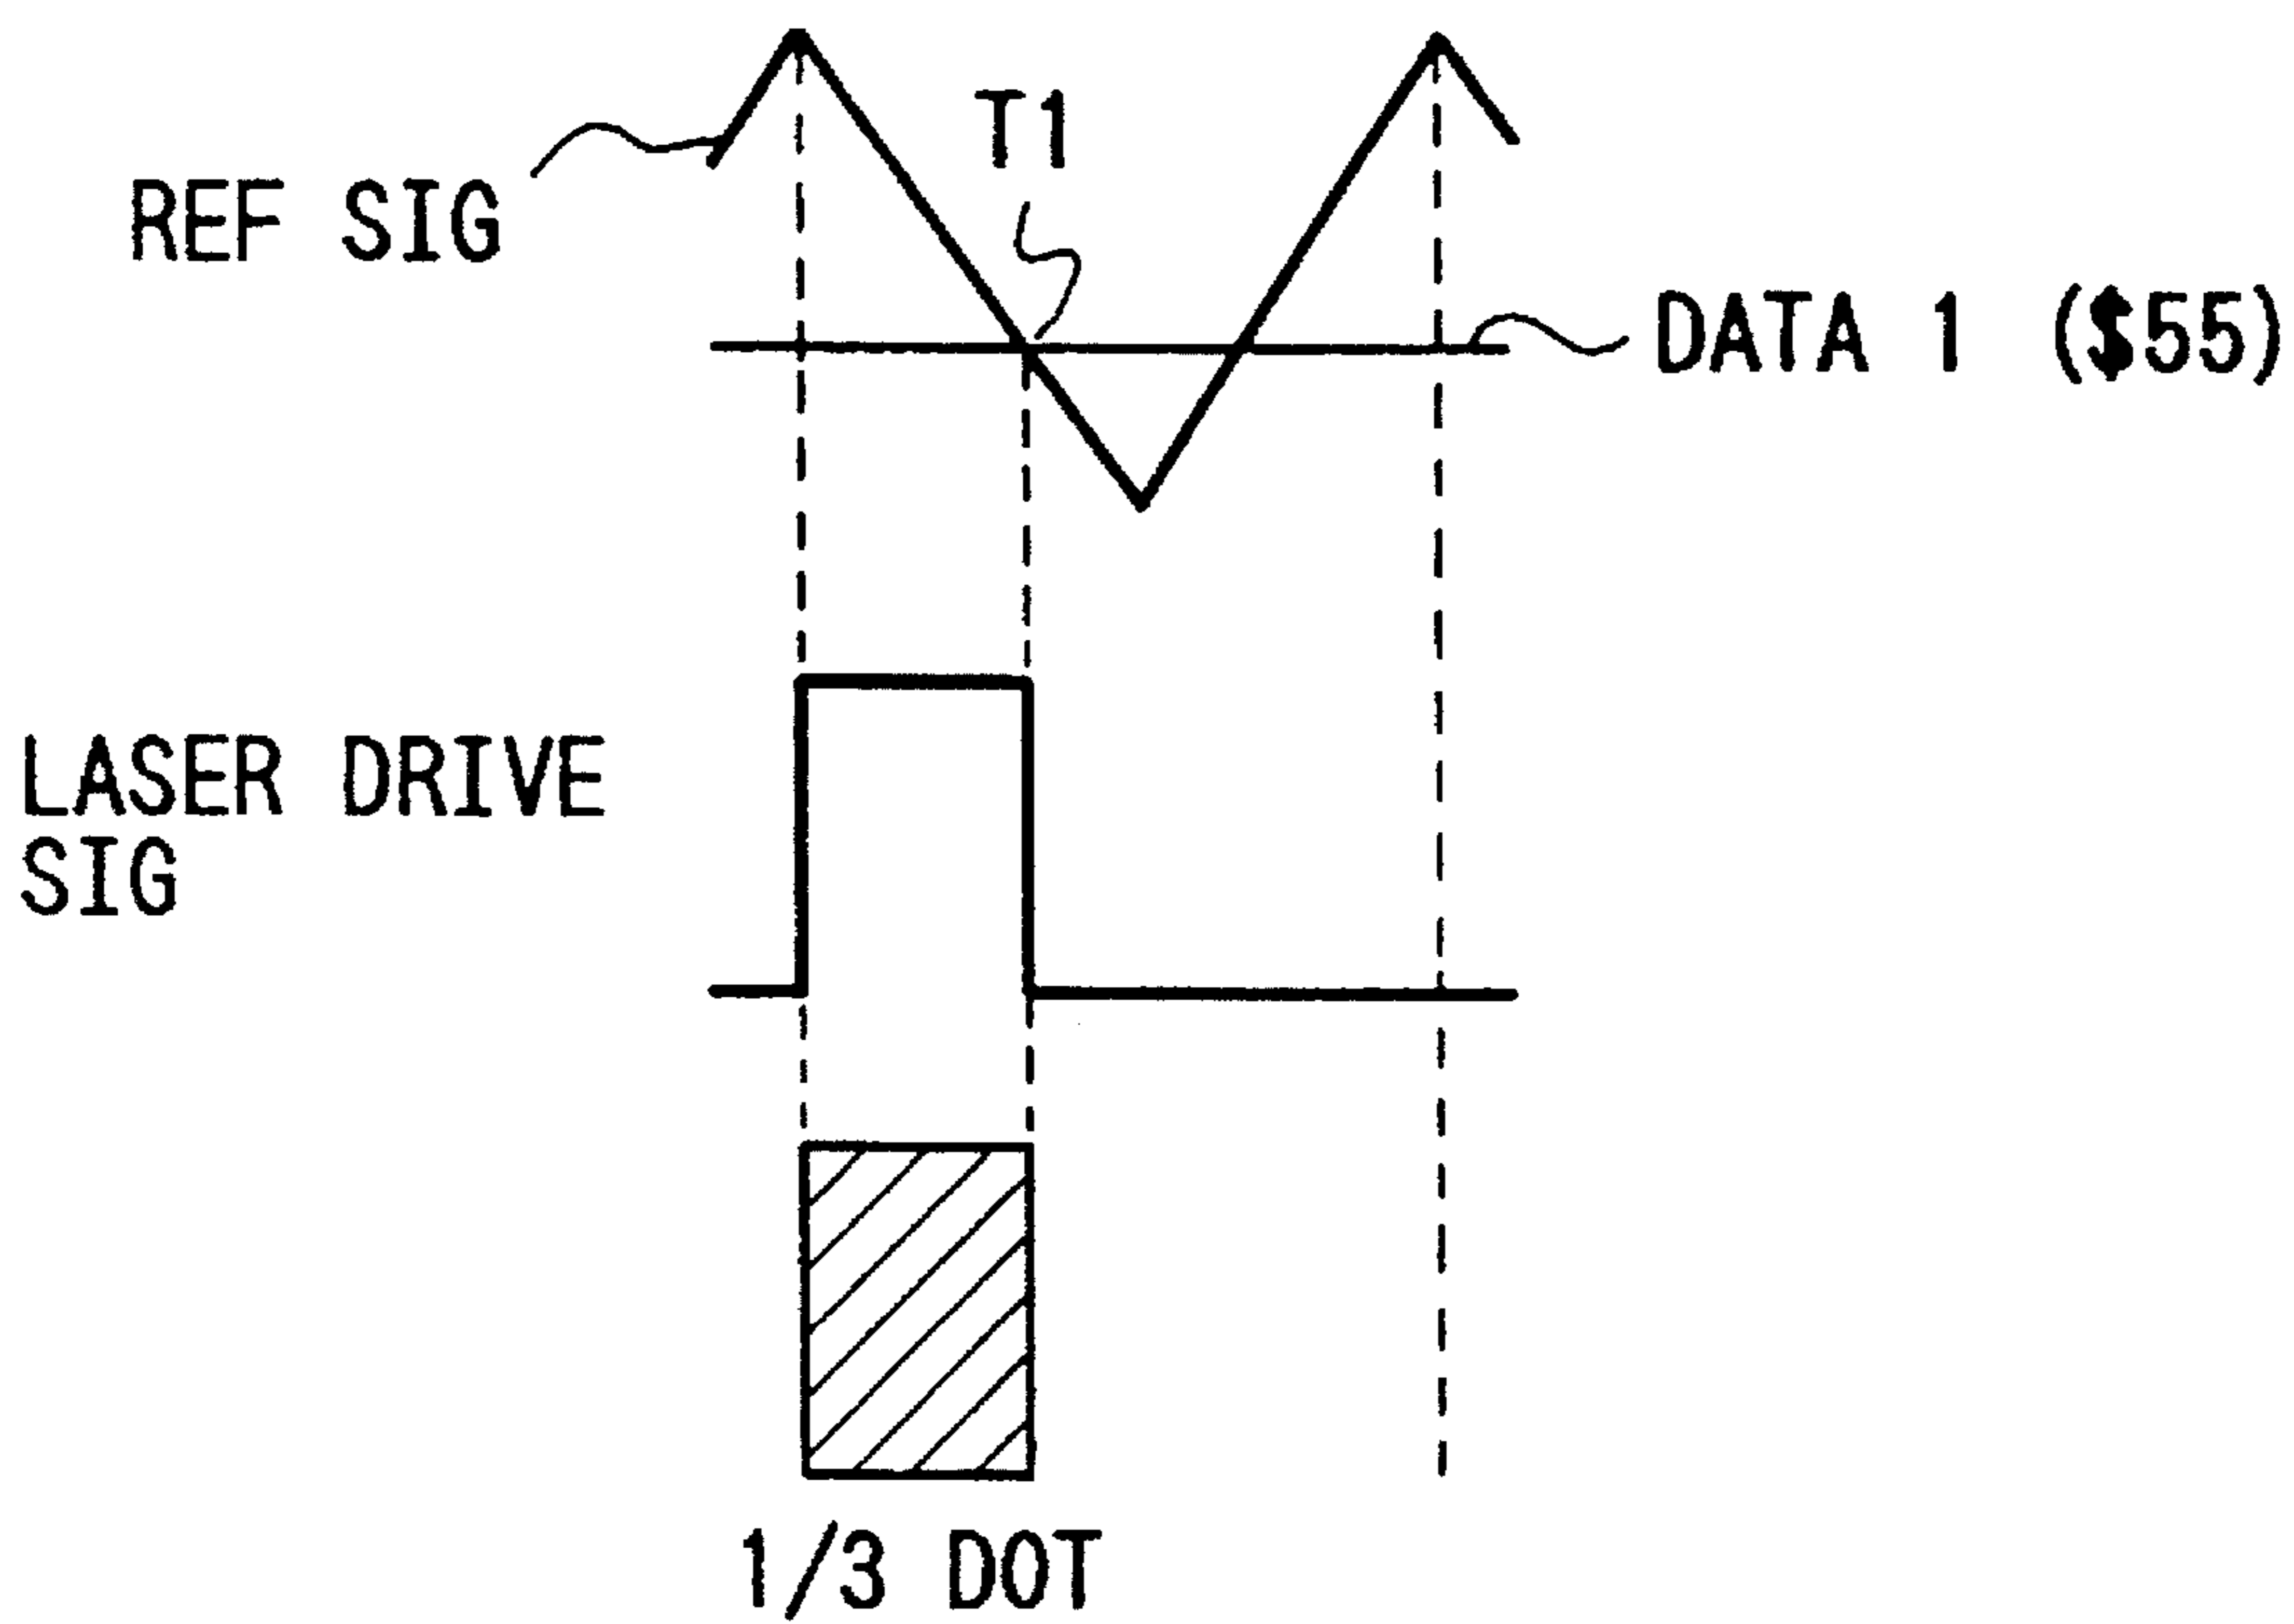 T1
REF SIG
DATA 1 ($55)
LASER DRIVE
SIG
1/3 DOT